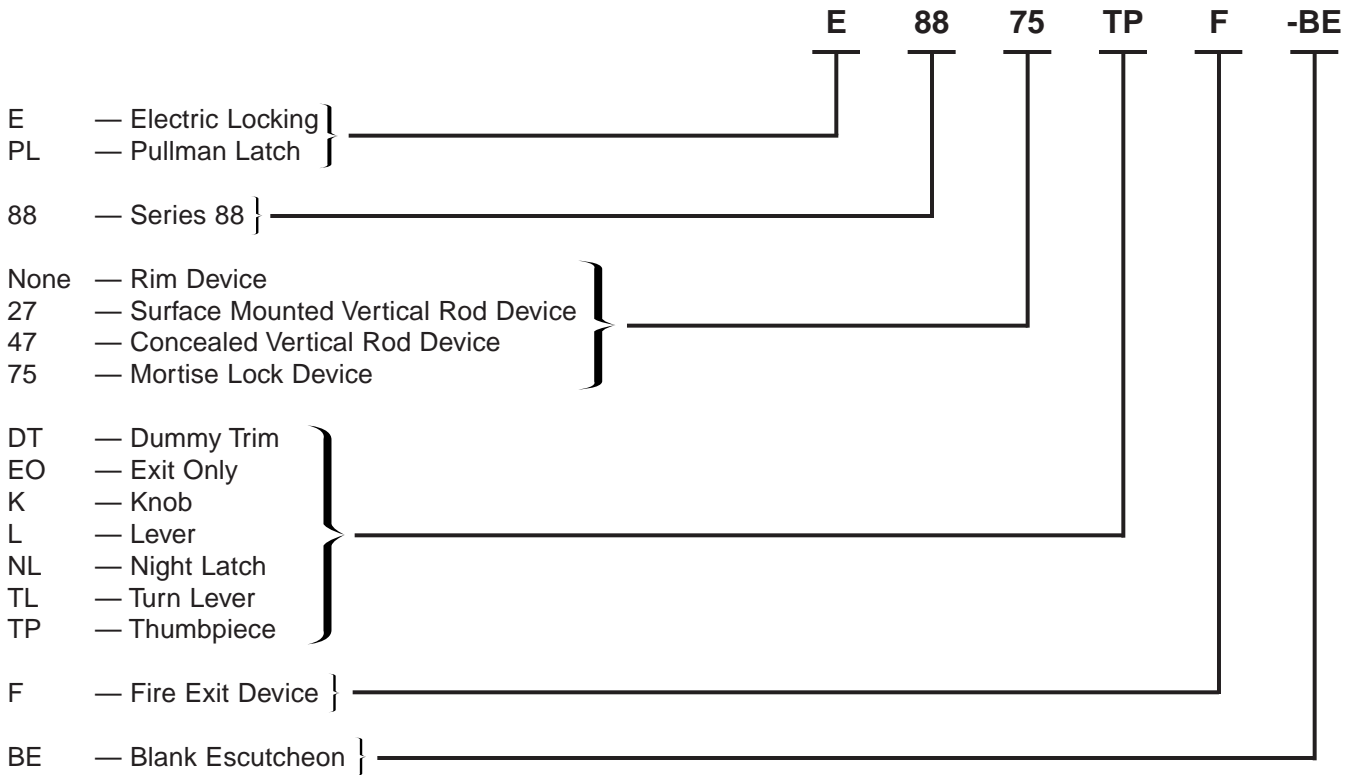 E 88 75 TP F -BE
E — Electric Locking
PL — Pullman Latch
88 — Series 88
None — Rim Device
27 — Surface Mounted Vertical Rod Device
47 — Concealed Vertical Rod Device
75 — Mortise Lock Device
DT — Dummy Trim
EO — Exit Only
K — Knob
L — Lever
NL — Night Latch
TL — Turn Lever
TP — Thumbpiece
F — Fire Exit Device
BE — Blank Escutcheon